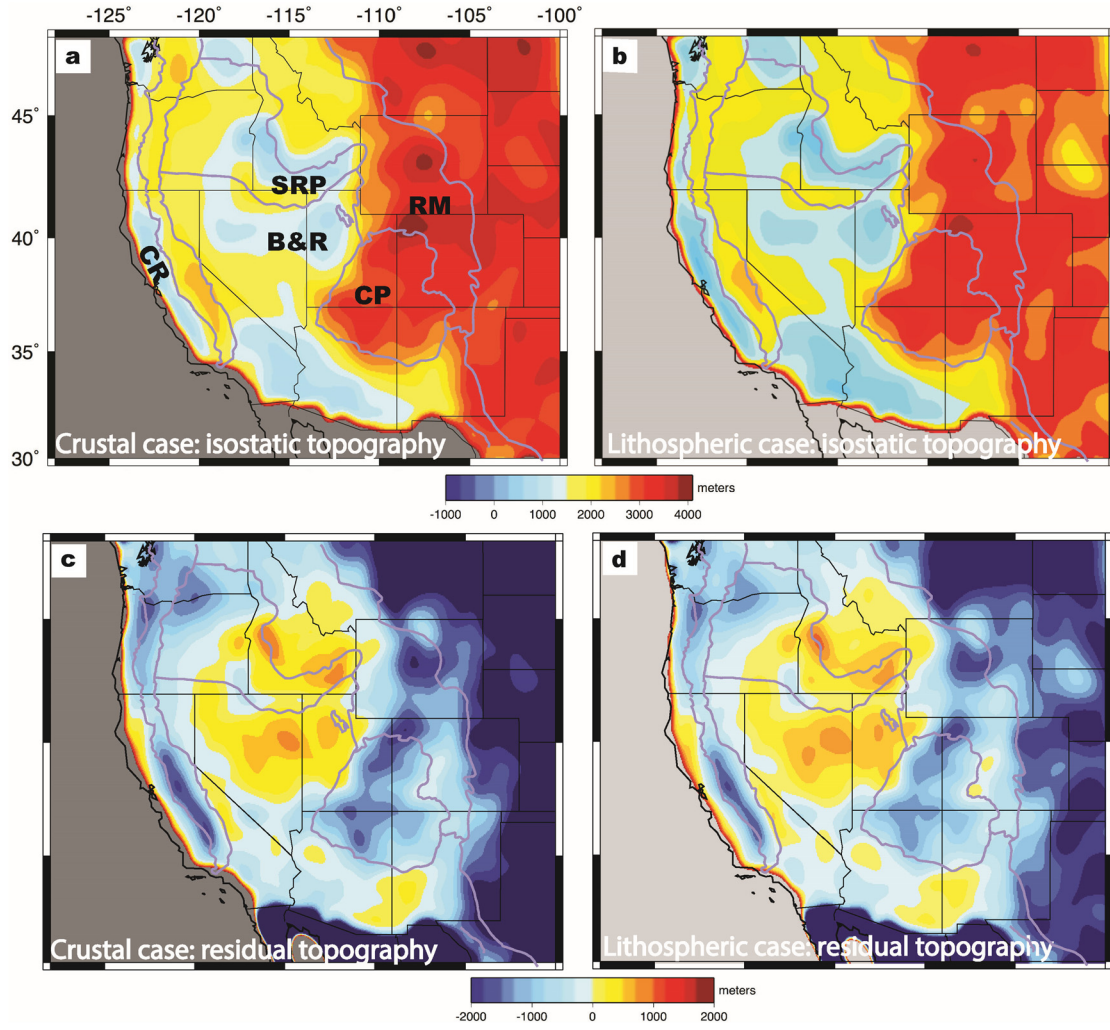 -125° -120° -115° -110° -105° -100°
a
b
45°
SRP
RM
40°
B&R
CR
CP
35°
Crustal case: isostatic topography
Lithospheric case: isostatic topography
30°
meters
-1000 0 1000 2000 3000 4000
c
d
Crustal case: residual topography
Lithospheric case: residual topography
meters
-2000 -1000 0 1000 2000